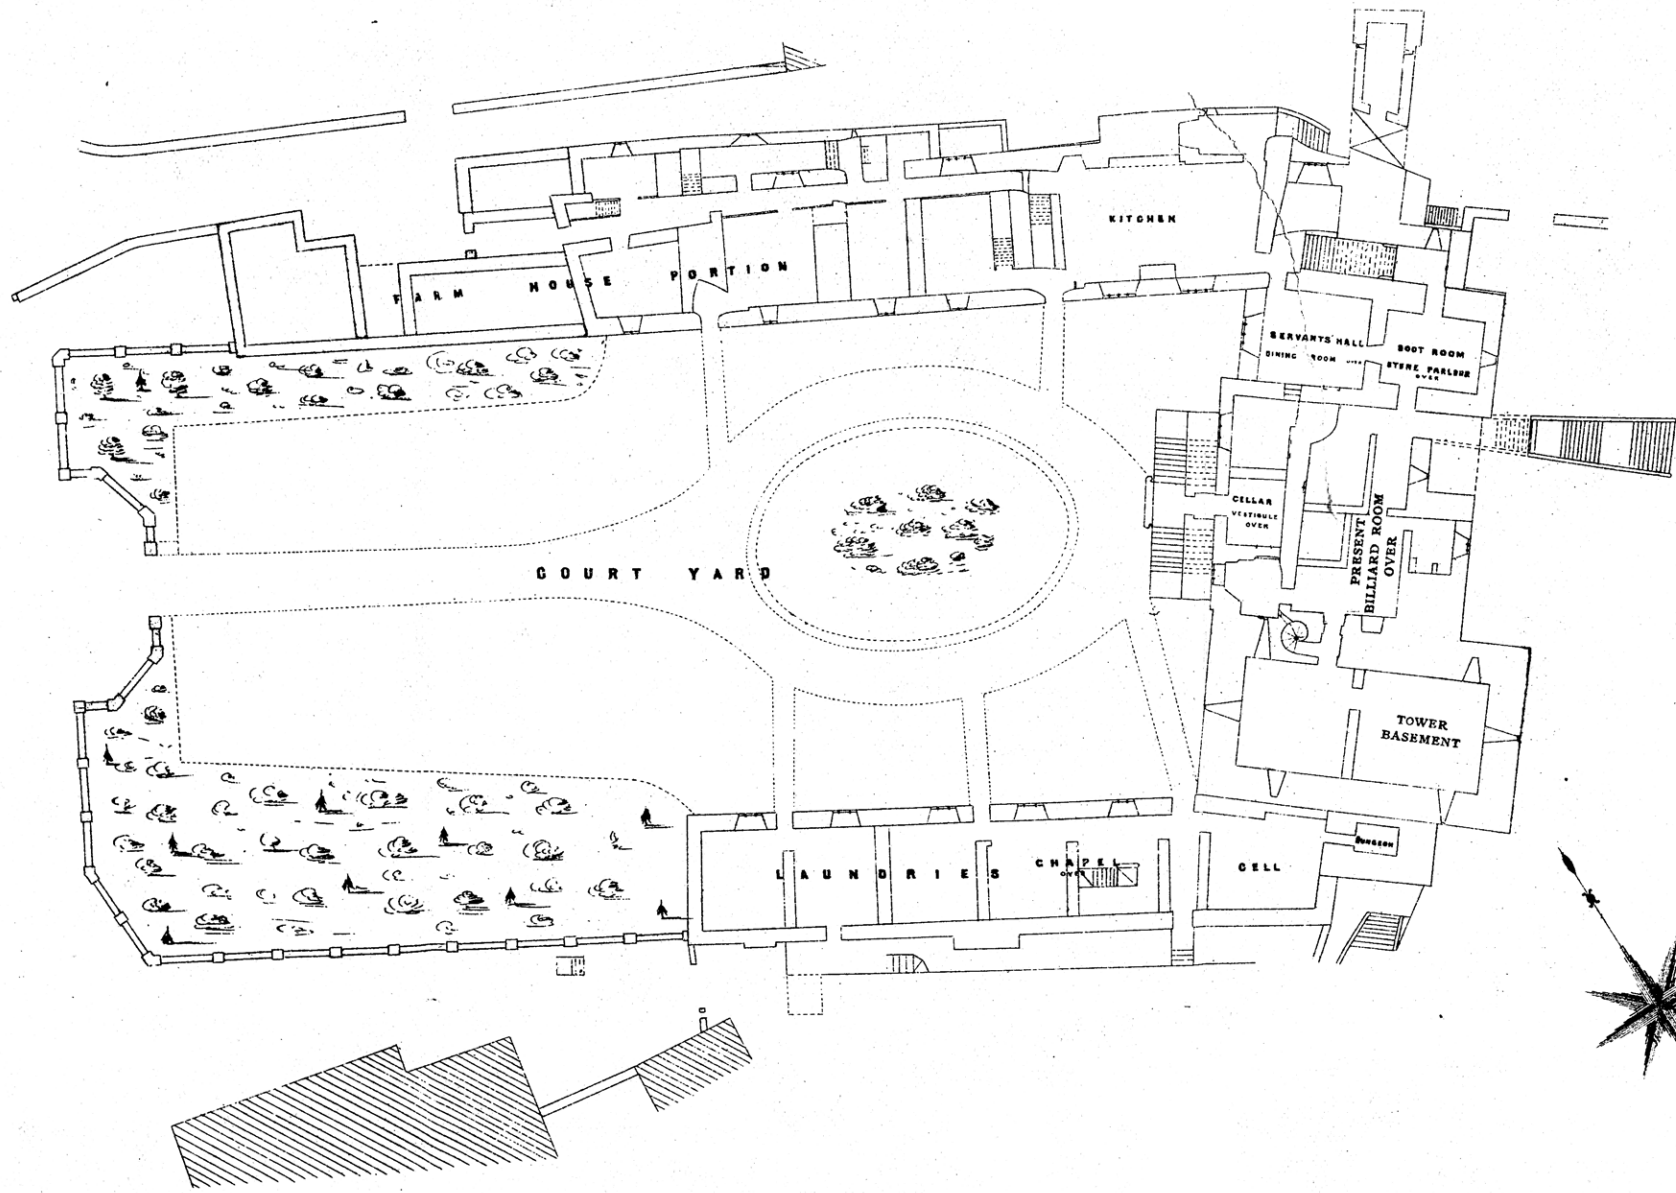 KITCHEN
FARM HOUSE PORTION
SERVANTS' HALL
DINING ROOM OVER
BOOT ROOM
STONE PARLOUR
OVER
CELLAR
VESTIBULE
OVER
PRESENT
BILLIARD ROOM
OVER
COURT YARD
TOWER
BASEMENT
DUNGEON
LAUNDRIES
CHAPEL
OVER
CELL